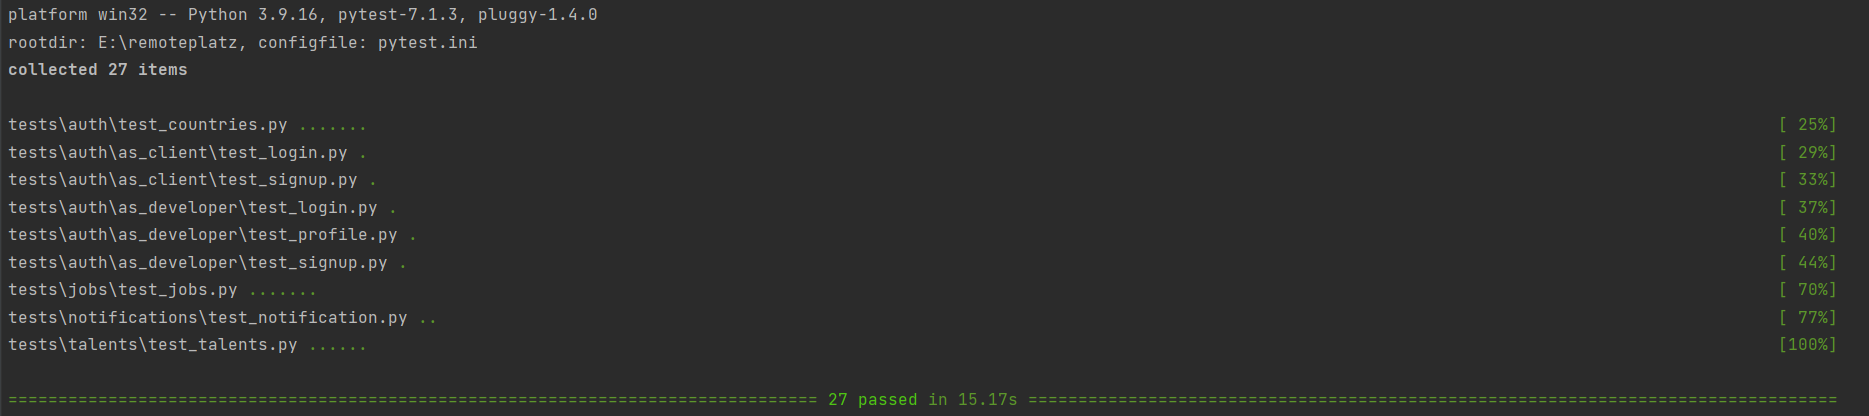 platform win32 -- Python 3.9.16, pytest-7.1.3, pluggy-1.4.0
rootdir: E:\remoteplatz, configfile: pytest.ini
collected 27 items
tests\auth\test_countries.py ....... [ 25%]
tests\auth\as_client\test_login.py . [ 29%]
tests\auth\as_client\test_signup.py . [ 33%]
tests\auth\as_developer\test_login.py . [ 37%]
tests\auth\as_developer\test_profile.py . [ 40%]
tests\auth\as_developer\test_signup.py . [ 44%]
tests\jobs\test_jobs.py ....... [ 70%]
tests\notifications\test_notification.py .. [ 77%]
tests\talents\test_talents.py ...... [100%]
================================================================================= 27 passed in 15.17s =================================================================================